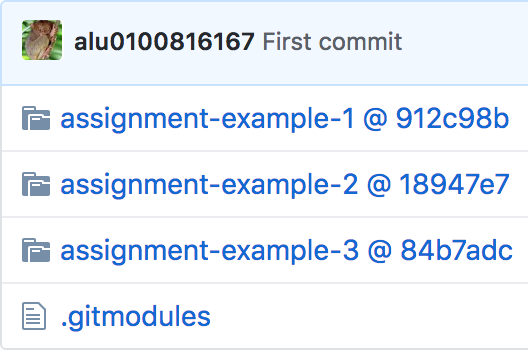 alu0100816167 First commit
assignment-example-1 @ 912c98b
assignment-example-2 @ 18947e7
assignment-example-3 @ 84b7adc
.gitmodules